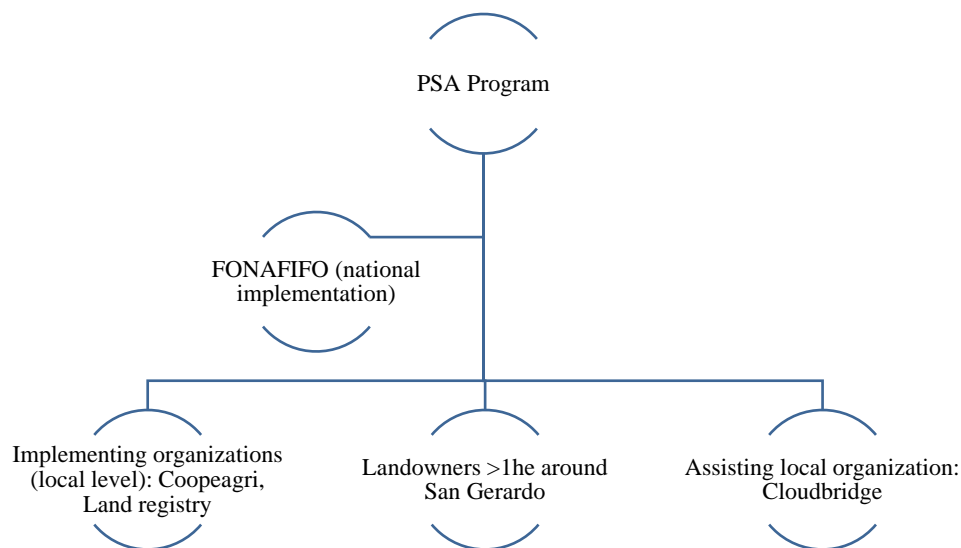 PSA Program
FONAFIFO (national
implementation)
Implementing organizations
(local level): Coopeagri,
Land registry
Landowners >1he around
San Gerardo
Assisting local organization:
Cloudbridge